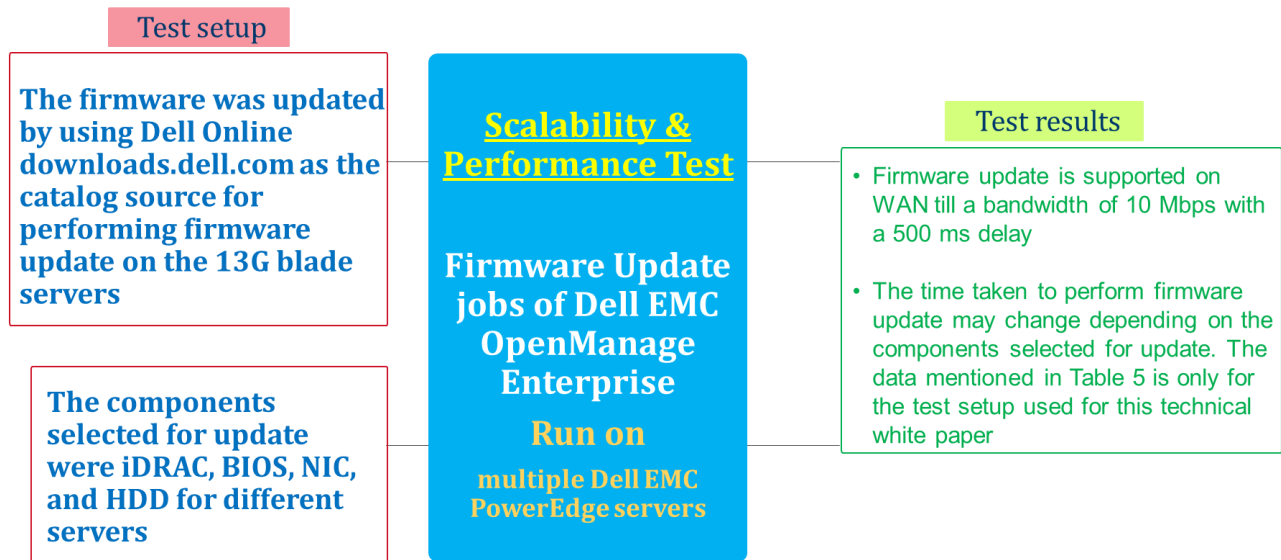 Test setup
The firmware was updated
by using Dell Online
downloads.dell.com as the
catalog source for
performing firmware
update on the 13G blade
servers
The components
selected for update
were iDRAC, BIOS, NIC,
and HDD for different
servers
Scalability &
Performance Test
Firmware Update
jobs of Dell EMC
OpenManage
Enterprise
Run on
multiple Dell EMC
PowerEdge servers
Test results
• Firmware update is supported on
WAN till a bandwidth of 10 Mbps with
a 500 ms delay
• The time taken to perform firmware
update may change depending on the
components selected for update. The
data mentioned in Table 5 is only for
the test setup used for this technical
white paper